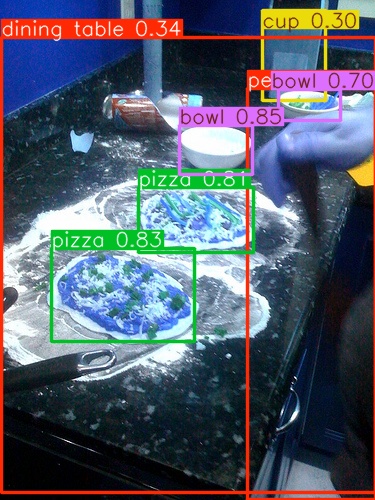 cup 0.30
dining table 0.34
pe
bowl 0.70
bowl 0.85
pizza 0.81
pizza 0.83